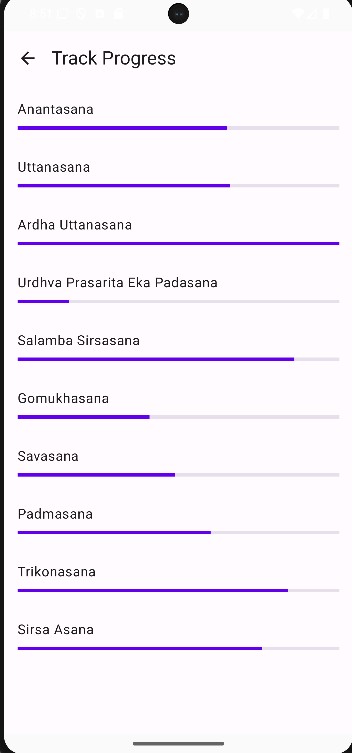 Track Progress
Anantasana
Uttanasana
Ardha Uttanasana
Urdhva Prasarita Eka Padasana
Salamba Sirsasana
Gomukhasana
Savasana
Padmasana
Trikonasana
Sirsa Asana